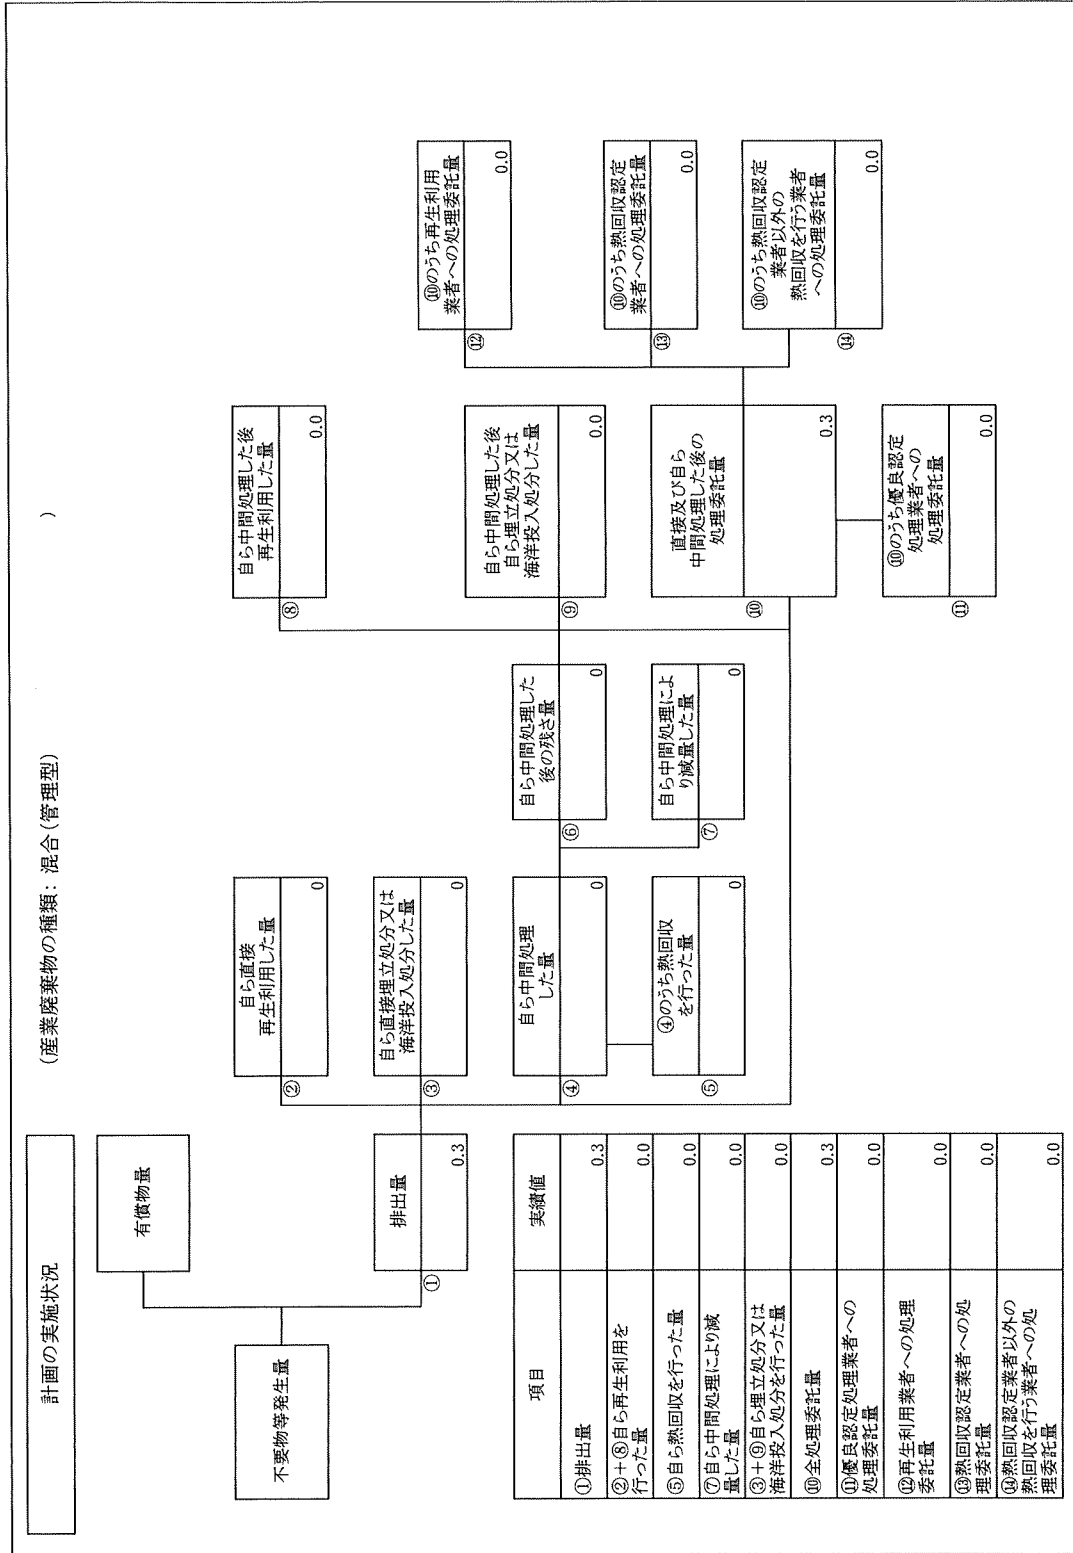 計画の実施状況
(産業廃棄物の種類: 混合(管理型)
)
不要物等発生量
有償物量
①
排出量
0.3
②
自ら直接
再生利用した量
0
③
自ら直接埋立処分又は
海洋投入処分した量
0
④
自ら中間処理
した量
0
⑤
④のうち熱回収
を行った量
0
⑥
自ら中間処理した
後の残さ量
0
⑦
自ら中間処理によ
り減量した量
0
⑧
自ら中間処理した後
再生利用した量
0.0
⑨
自ら中間処理した後
自ら埋立処分又は
海洋投入処分した量
0.0
⑩
直接及び自ら
中間処理した後の
処理委託量
0.3
⑪
⑩のうち優良認定
処理業者への
処理委託量
0.0
⑫
⑩のうち再生利用
業者への処理委託量
0.0
⑬
⑩のうち熱回収認定
業者への処理委託量
0.0
⑭
⑩のうち熱回収認定
業者以外の
熱回収を行う業者
への処理委託量
0.0
項目 実績値
①排出量 0.3
②+⑧自ら再生利用を
行った量 0.0
⑤自ら熱回収を行った量 0.0
⑦自ら中間処理により減
量した量 0.0
③+⑨自ら埋立処分又は
海洋投入処分を行った量 0.0
⑩全処理委託量 0.3
⑪優良認定処理業者への
処理委託量 0.0
⑫再生利用業者への処理
委託量 0.0
⑬熱回収認定業者への処
理委託量 0.0
⑭熱回収認定業者以外の
熱回収を行う業者への処
理委託量 0.0